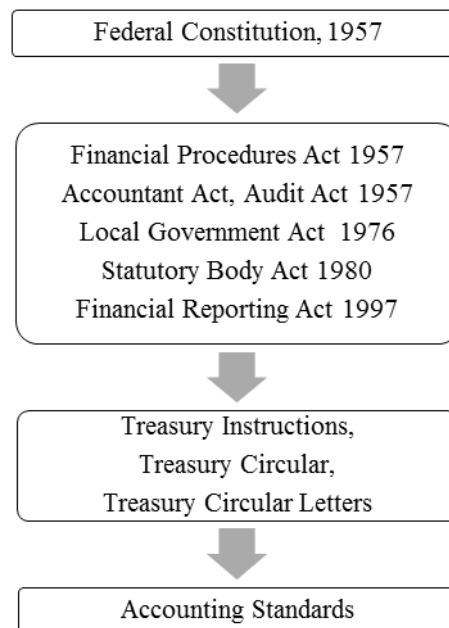 Federal Constitution, 1957
Financial Procedures Act 1957
Accountant Act, Audit Act 1957
Local Government Act 1976
Statutory Body Act 1980
Financial Reporting Act 1997
Treasury Instructions,
Treasury Circular,
Treasury Circular Letters
Accounting Standards